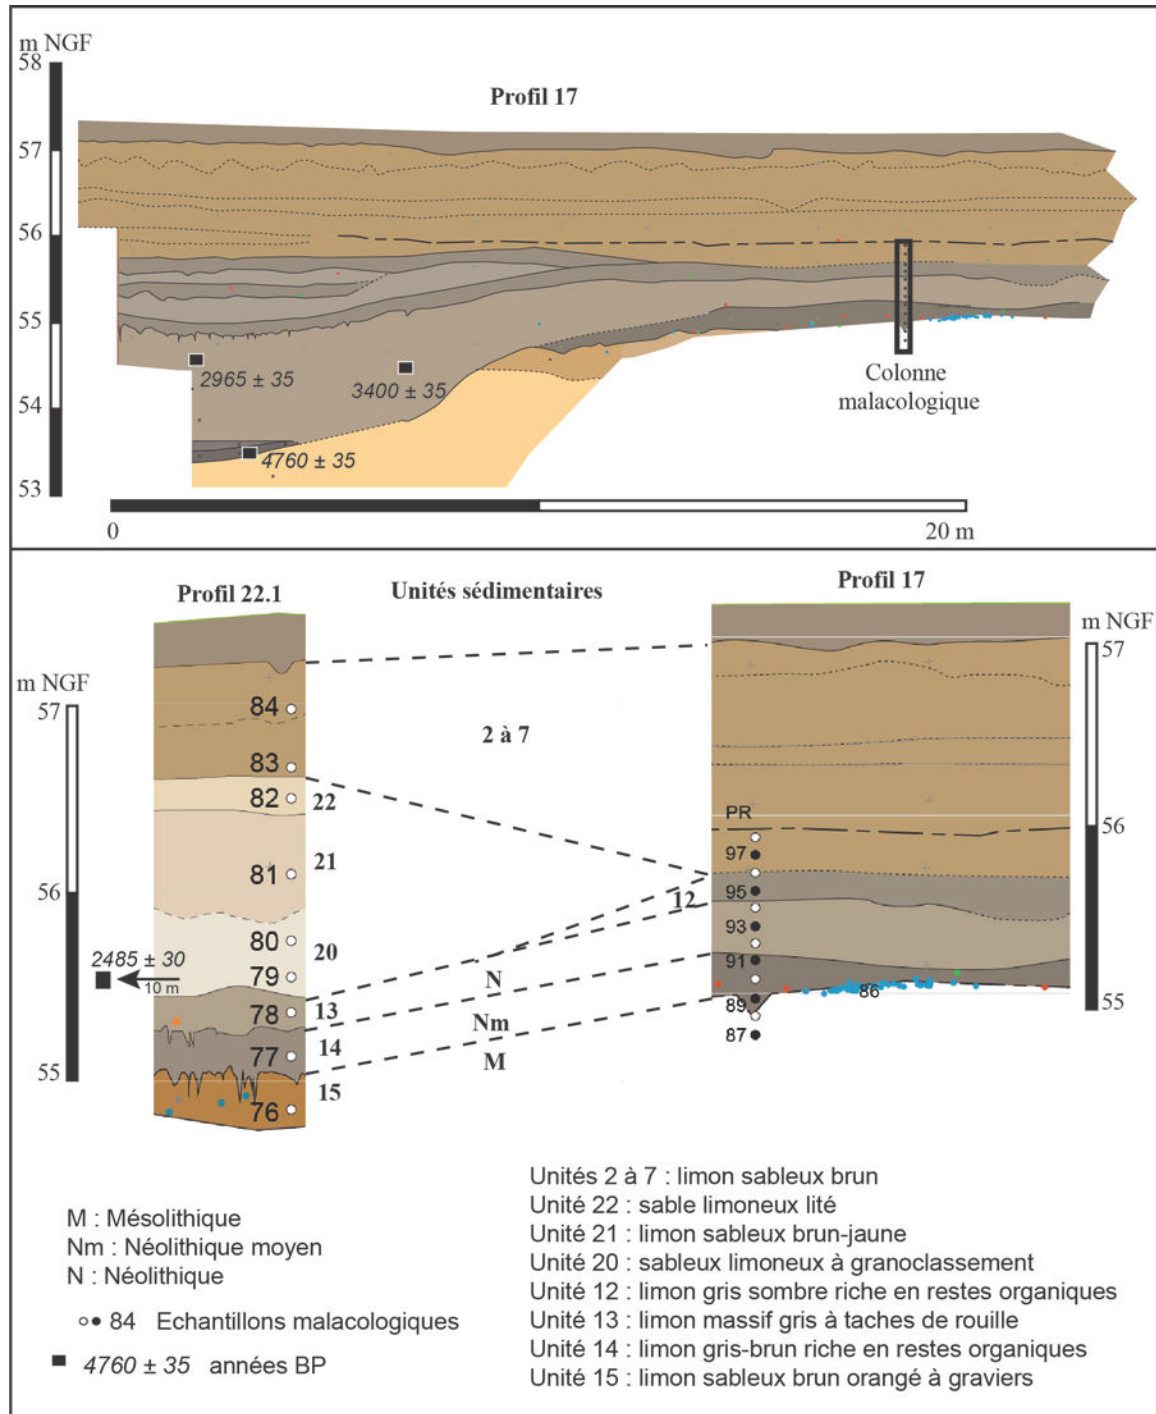 m NGF
58
Profil 17
57
56
55
2965 ± 35
3400 ± 35
Colonne
malacologique
54
4760 ± 35
53
0
20 m
Profil 22.1
Unités sédimentaires
Profil 17
m NGF
m NGF
57
57
84
2 à 7
83
82
22
PR
56
97
81
21
56
95
12
80
20
93
2485 ± 30
10 m
79
N
91
78
13
86
89
55
Nm
77
14
87
M
55
15
76
Unités 2 à 7 : limon sableux brun
Unité 22 : sable limoneux lité
Unité 21 : limon sableux brun-jaune
Unité 20 : sableux limoneux à granoclassement
Unité 12 : limon gris sombre riche en restes organiques
Unité 13 : limon massif gris à taches de rouille
Unité 14 : limon gris-brun riche en restes organiques
Unité 15 : limon sableux brun orangé à graviers
M : Mésolithique
Nm : Néolithique moyen
N : Néolithique
84 Echantillons malacologiques
4760 ± 35 années BP